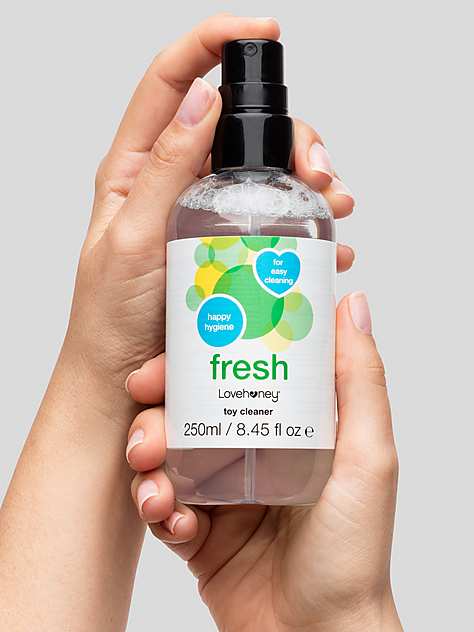 for
easy
cleaning
happy
hygiene
fresh
Lovehoney
toy cleaner
250ml / 8.45 fl oz e